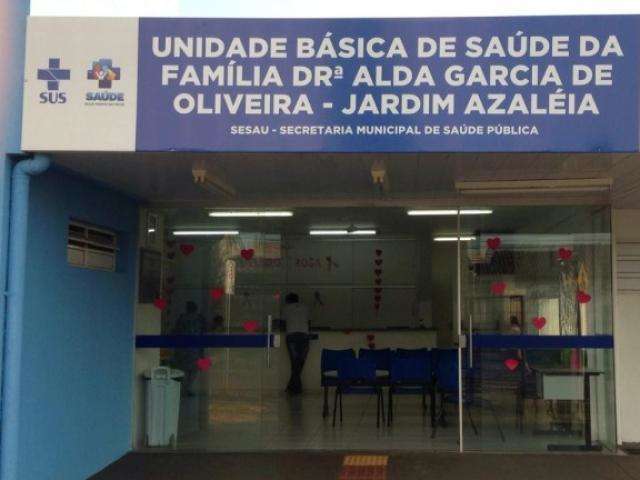 UNIDADE BÁSICA DE SAÚDE DA
FAMÍLIA DRª ALDA GARCIA DE
OLIVEIRA - JARDIM AZALÉIA
SESAU - SECRETARIA MUNICIPAL DE SAÚDE PÚBLICA
SUS
SAÚDE
ROSA